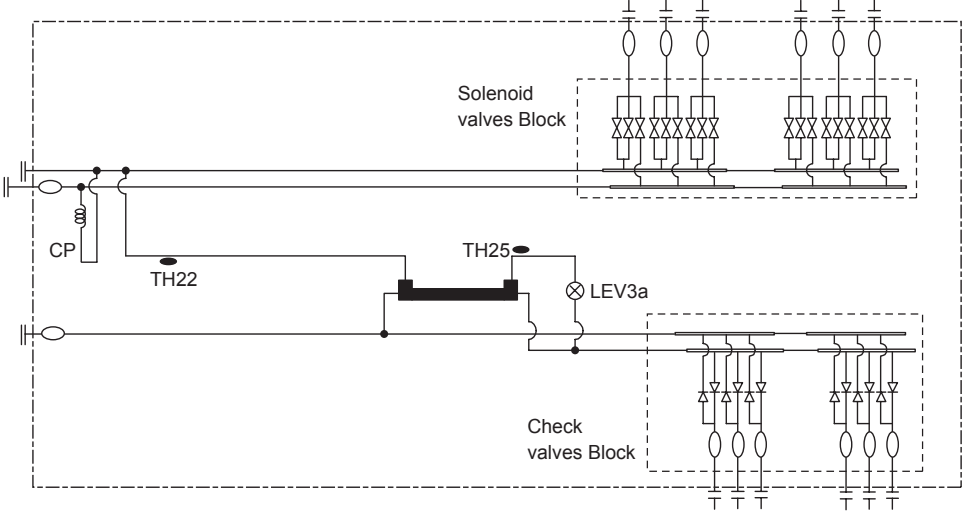 Solenoid
valves Block
CP
TH22
TH25
LEV3a
Check
valves Block